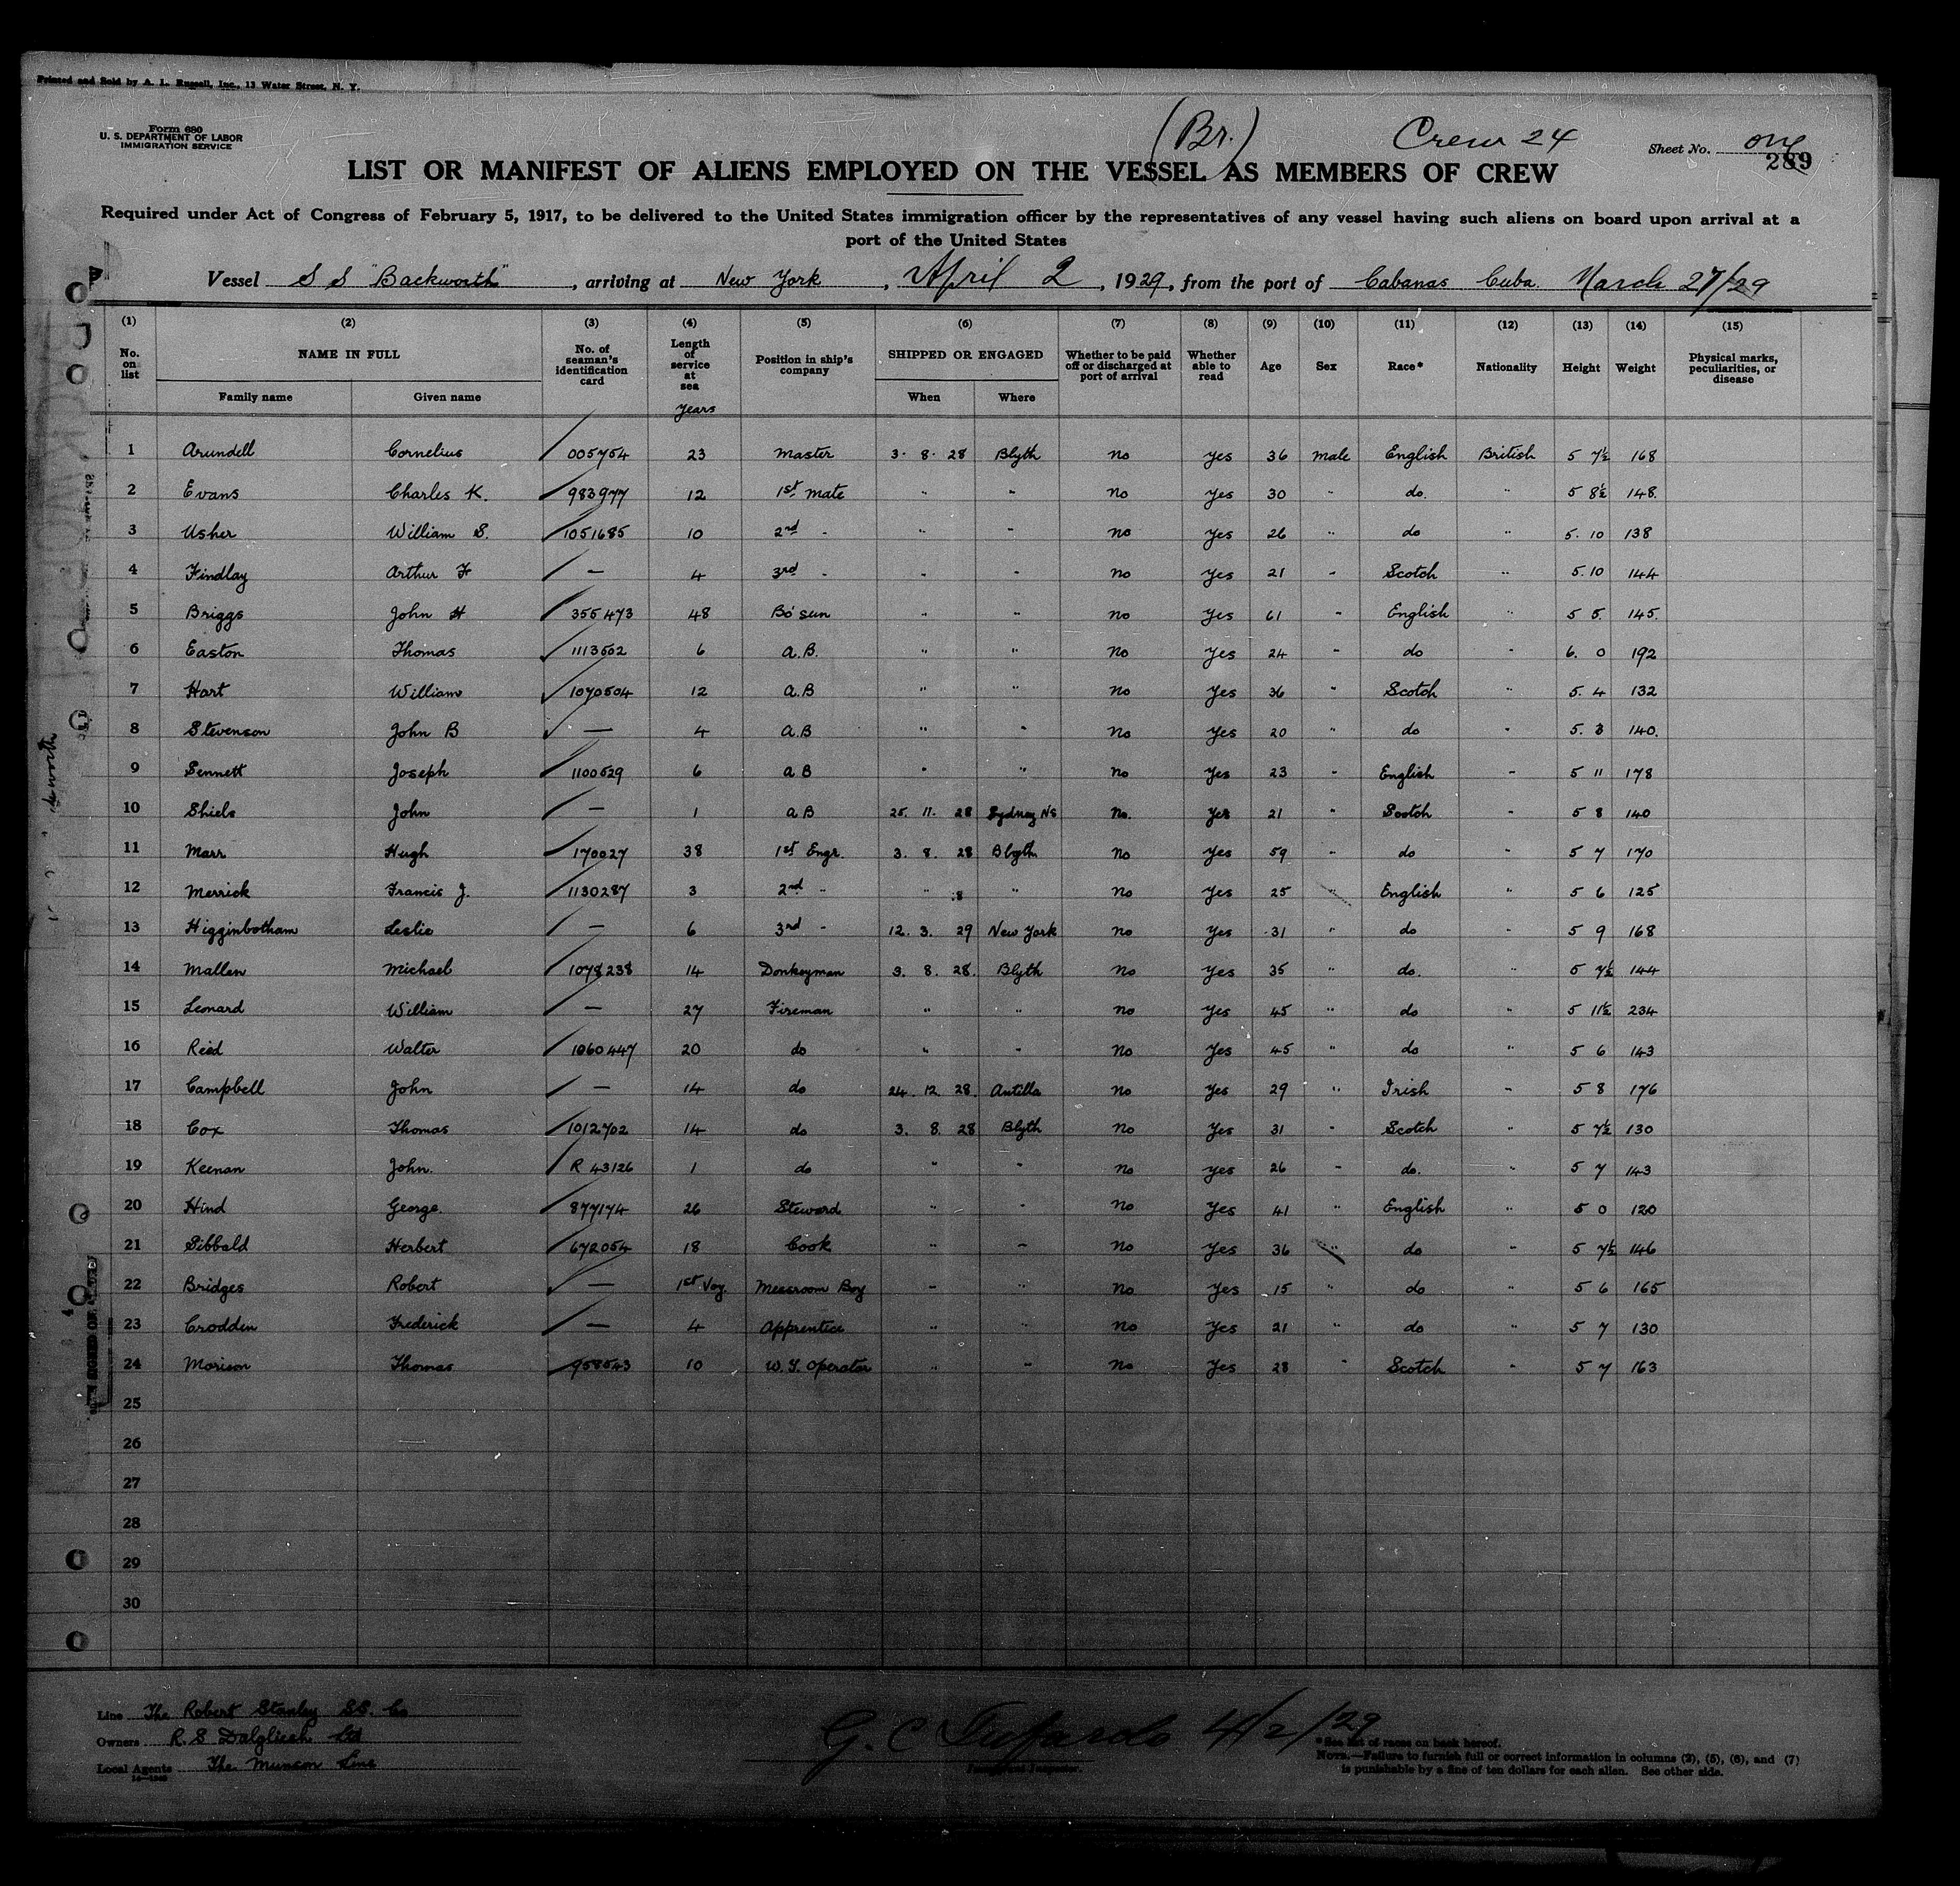 Printed and Sold by A. L. Russell, Inc., 13 Water Street, N. Y.
Form 680
U. S. DEPARTMENT OF LABOR
IMMIGRATION SERVICE
(Br.) Crew 24
Sheet No. one
289
LIST OR MANIFEST OF ALIENS EMPLOYED ON THE VESSEL AS MEMBERS OF CREW
Required under Act of Congress of February 5, 1917, to be delivered to the United States immigration officer by the representatives of any vessel having such aliens on board upon arrival at a
port of the United States
Vessel S S "Backworth", arriving at New York, April 2, 1929, from the port of Cabanas Cuba. March 27/29
(1) (2) (3) (4) (5) (6) (7) (8) (9) (10) (11) (12) (13) (14) (15)
No. on list NAME IN FULL Family name Given name No. of seaman's identification card Length of service at sea years Position in ship's company SHIPPED OR ENGAGED When Where Whether to be paid off or discharged at port of arrival Whether able to read Age Sex Race* Nationality Height Weight Physical marks, peculiarities, or disease
1 Arundell Cornelius 005754 23 Master 3. 8. 28 Blyth No Yes 36 Male English British 5 7½ 168
2 Evans Charles K. 983977 12 1st Mate " " No Yes 30 " do. " 5 8½ 148.
3 Usher William S. 1051685 10 2nd - " " No Yes 26 " do " 5. 10 138
4 Findlay Arthur F — 4 3rd - " " No Yes 21 " Scotch " 5. 10 144
5 Briggs John H 355473 48 Bo'sun " " No Yes 61 " English " 5 5. 145.
6 Easton Thomas 1113502 6 A.B. " " No Yes 24 " do " 6. 0 192
7 Hart William 1070504 12 A.B " " No Yes 36 " Scotch " 5. 4 132
8 Stevenson John B — 4 A.B " " No Yes 20 " do " 5. 3 140.
9 Sennett Joseph 1100529 6 A B " " No Yes 23 " English " 5 11 178
10 Shiels John — 1 A B 25. 11. 28 Sydney NS No. Yes 21 " Scotch " 5 8 140
11 Marr Hugh 170027 38 1st Engr. 3. 8. 28 Blyth No Yes 59 " do " 5 7 170
12 Merrick Francis J. 1130287 3 2nd " " " No Yes 25 " English " 5 6 125
13 Higginbotham Leslie — 6 3rd - 12. 3. 29 New York No Yes 31 " do " 5 9 168
14 Mallen Michael 1078238 14 Donkeyman 3. 8. 28. Blyth No Yes 35 " do. " 5 7½ 144
15 Leonard William — 27 Fireman " " No Yes 45 " do " 5 11½ 234
16 Reid Walter 1060447 20 do " " No Yes 45 " do " 5 6 143
17 Campbell John — 14 do 24. 12. 28. Antilla No Yes 29 " Irish " 5 8 176
18 Cox Thomas 1012702 14 do 3. 8. 28 Blyth No Yes 31 " Scotch " 5 7½ 130
19 Keenan John. R 43126 1 do " " No Yes 26 " do. " 5 7 143
20 Hind George. 877174 26 Steward " " No Yes 41 " English " 5 0 120
21 Sibbald Herbert 672054 18 Cook " " No Yes 36 " do " 5 7½ 146
22 Bridges Robert — 1st Voy. Messroom Boy " " No Yes 15 " do " 5 6 165
23 Crodden Frederick — 4 Apprentice " " No Yes 21 " do " 5 7 130
24 Morison Thomas 958543 10 W.T. Operator " " No Yes 28 " Scotch " 5 7 163
25
26
27
28
29
30
Line The Robert Stanley SS. Co
Owners R. S Dalgliesh Ltd
Local Agents The Munson Line
G. C. 4/2/29
Inspector.
*See list of races on back hereof.
NOTE.—Failure to furnish full or correct information in columns (2), (5), (6), and (7)
is punishable by a fine of ten dollars for each alien. See other side.